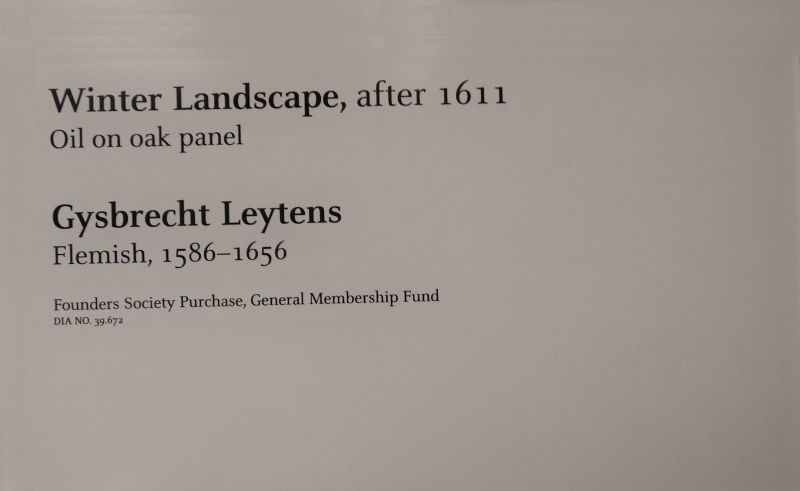 Winter Landscape, after 1611
Oil on oak panel
Gysbrecht Leytens
Flemish, 1586–1656
Founders Society Purchase, General Membership Fund
DIA NO. 39.672